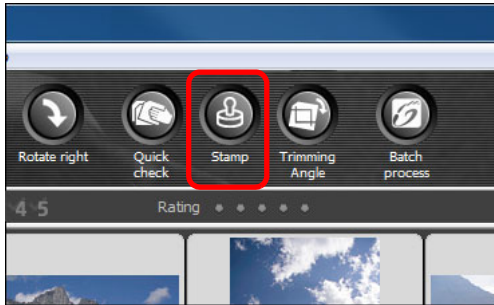 Rotate right
Quick
check
Stamp
Trimming
Angle
Batch
process
4 5
Rating